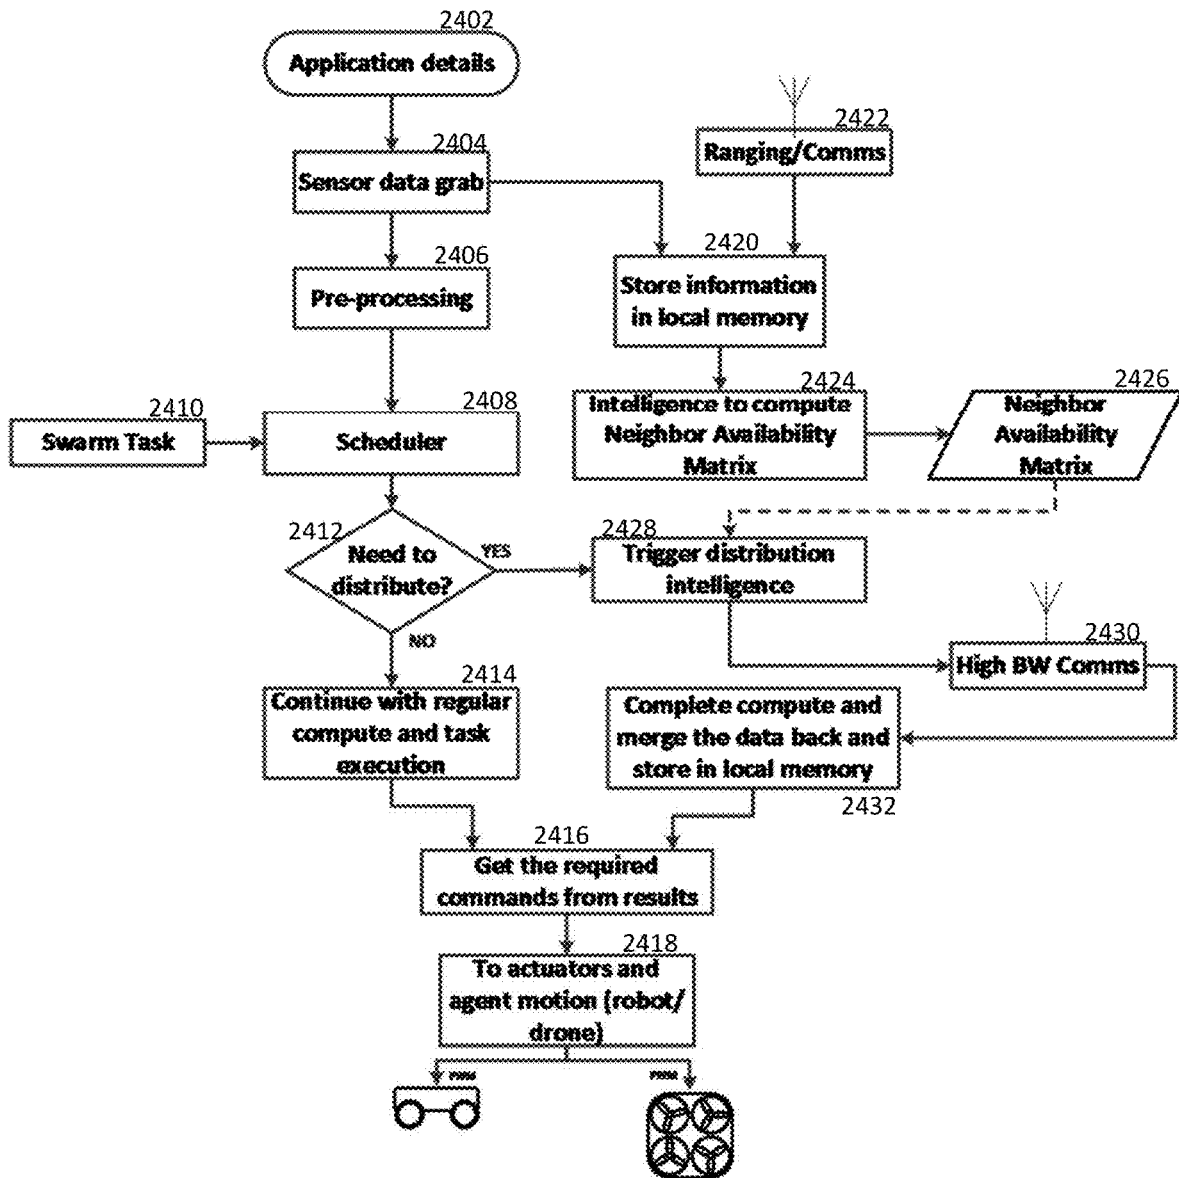 2402
Application details
2404
Sensor data grab
2422
Ranging/Comms
2406
Pre-processing
2420
Store information
in local memory
2410
Swarm Task
2408
Scheduler
2424
Intelligence to compute
Neighbor Availability
Matrix
2426
Neighbor
Availability
Matrix
2412
Need to
distribute?
YES
NO
2428
Trigger distribution
intelligence
2430
High BW Comms
2414
Continue with regular
compute and task
execution
Complete compute and
merge the data back and
store in local memory
2432
2416
Get the required
commands from results
2418
To actuators and
agent motion (robot/
drone)
PWM
PWM